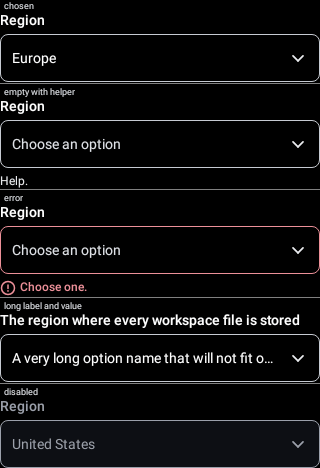 chosen
Region
Europe
empty with helper
Region
Choose an option
Help.
error
Region
Choose an option
Choose one.
long label and value
The region where every workspace file is stored
A very long option name that will not fit o...
disabled
Region
United States